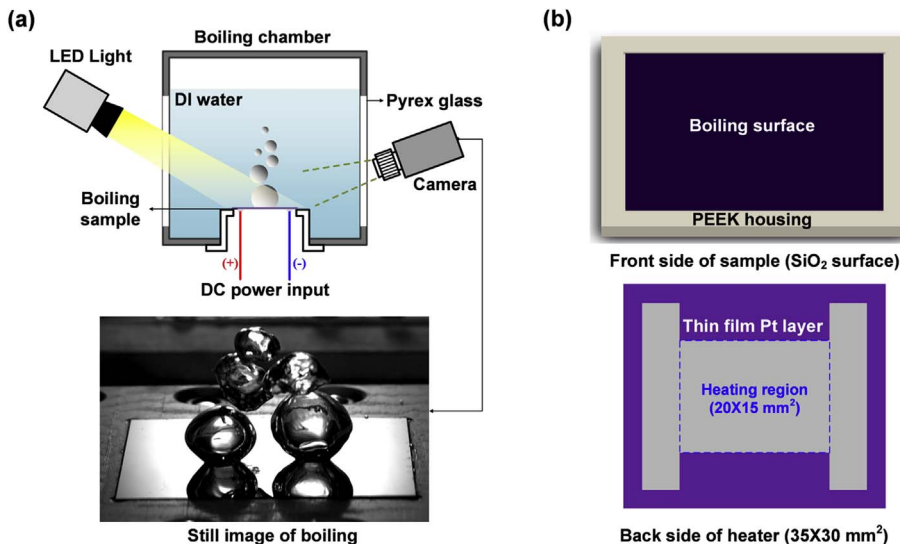 (a)
Boiling chamber
LED Light
DI water
Pyrex glass
Camera
Boiling
sample
(+)
(-)
DC power input
Still image of boiling
(b)
Boiling surface
PEEK housing
Front side of sample (SiO₂ surface)
Thin film Pt layer
Heating region
(20X15 mm²)
Back side of heater (35X30 mm²)